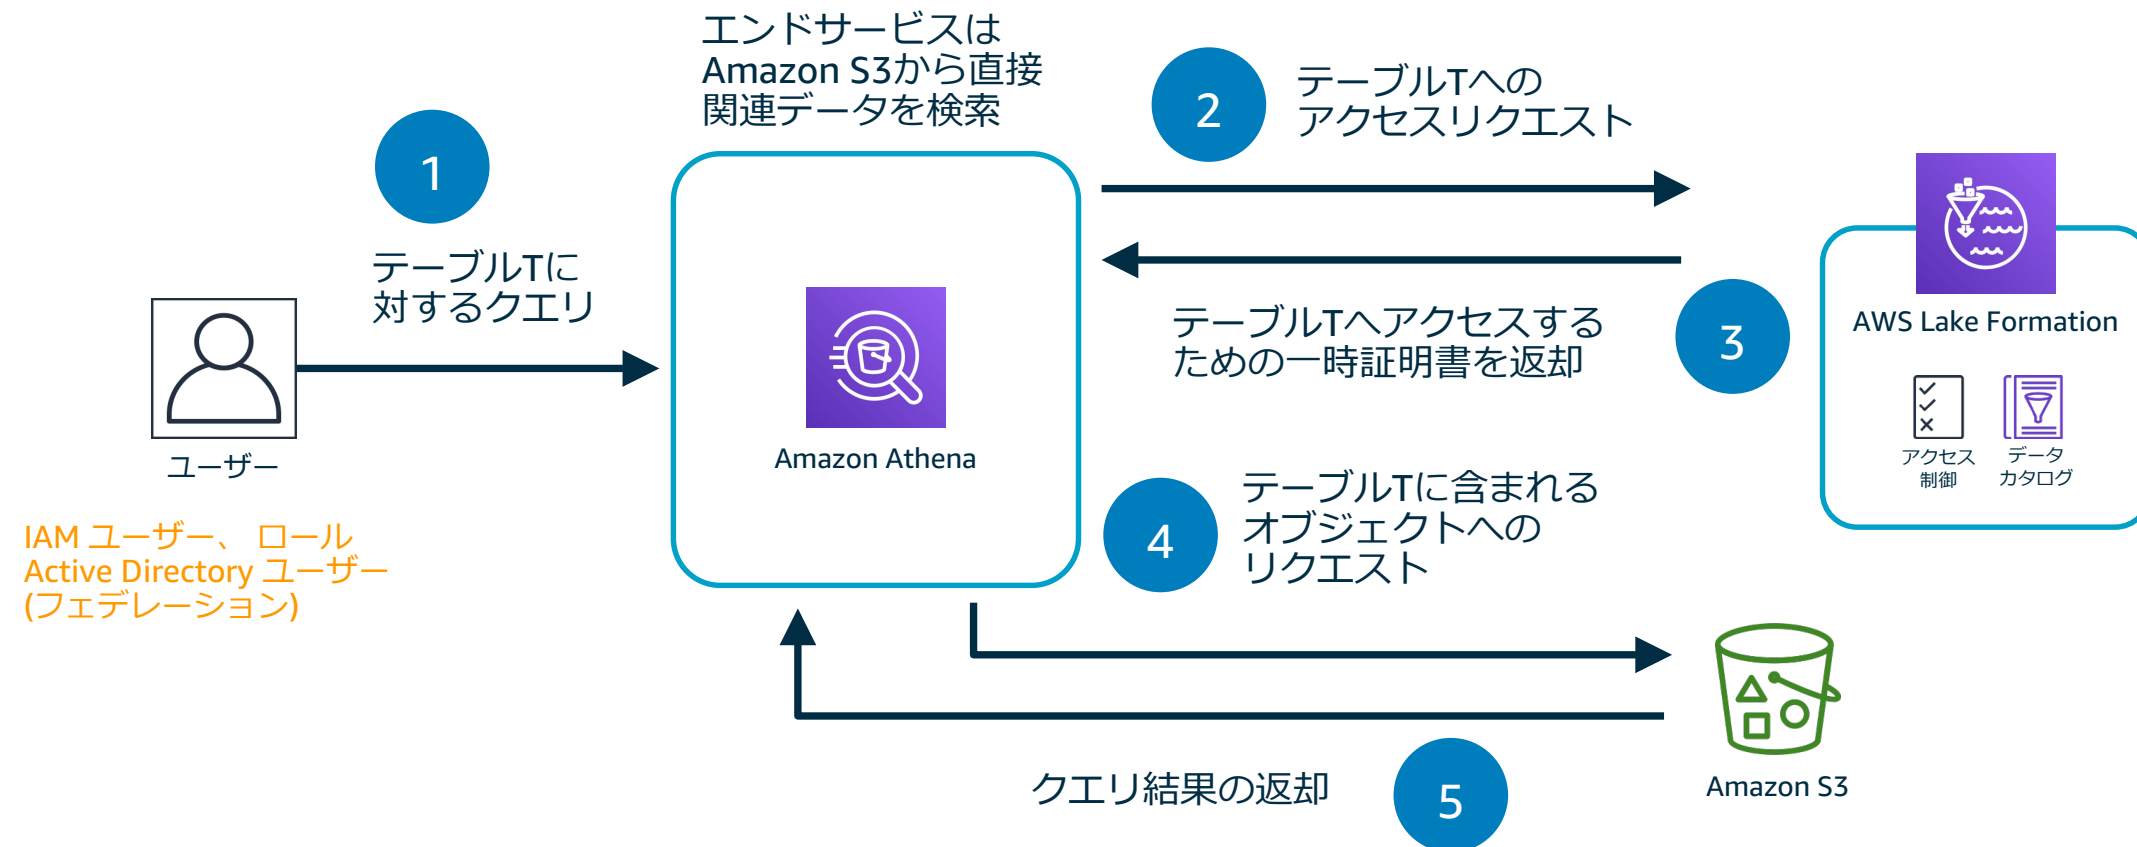 エンドサービスは
Amazon S3から直接
関連データを検索
1
テーブルTに
対するクエリ
ユーザー
IAM ユーザー、 ロール
Active Directory ユーザー
(フェデレーション)
Amazon Athena
2
テーブルTへの
アクセスリクエスト
3
テーブルTへアクセスする
ための一時証明書を返却
AWS Lake Formation
アクセス
制御
データ
カタログ
4
テーブルTに含まれる
オブジェクトへの
リクエスト
クエリ結果の返却
5
Amazon S3